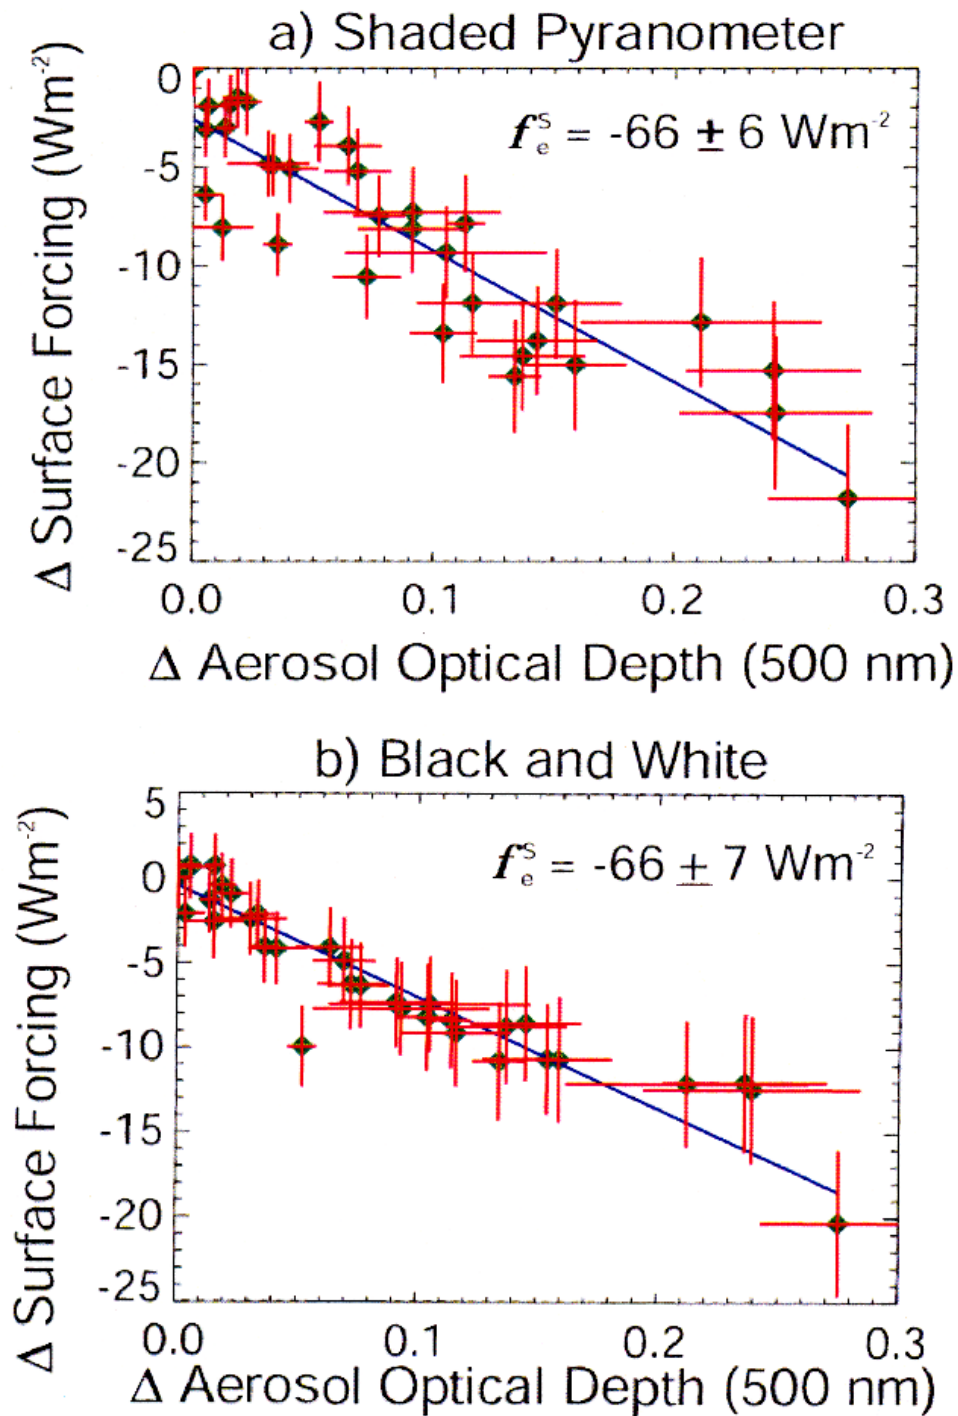 a) Shaded Pyranometer
Δ Surface Forcing (Wm⁻²)
0
-5
-10
-15
-20
-25
fₑˢ = -66 ± 6 Wm⁻²
0.0 0.1 0.2 0.3
Δ Aerosol Optical Depth (500 nm)
b) Black and White
Δ Surface Forcing (Wm⁻²)
5
0
-5
-10
-15
-20
-25
fₑˢ = -66 ± 7 Wm⁻²
0.0 0.1 0.2 0.3
Δ Aerosol Optical Depth (500 nm)